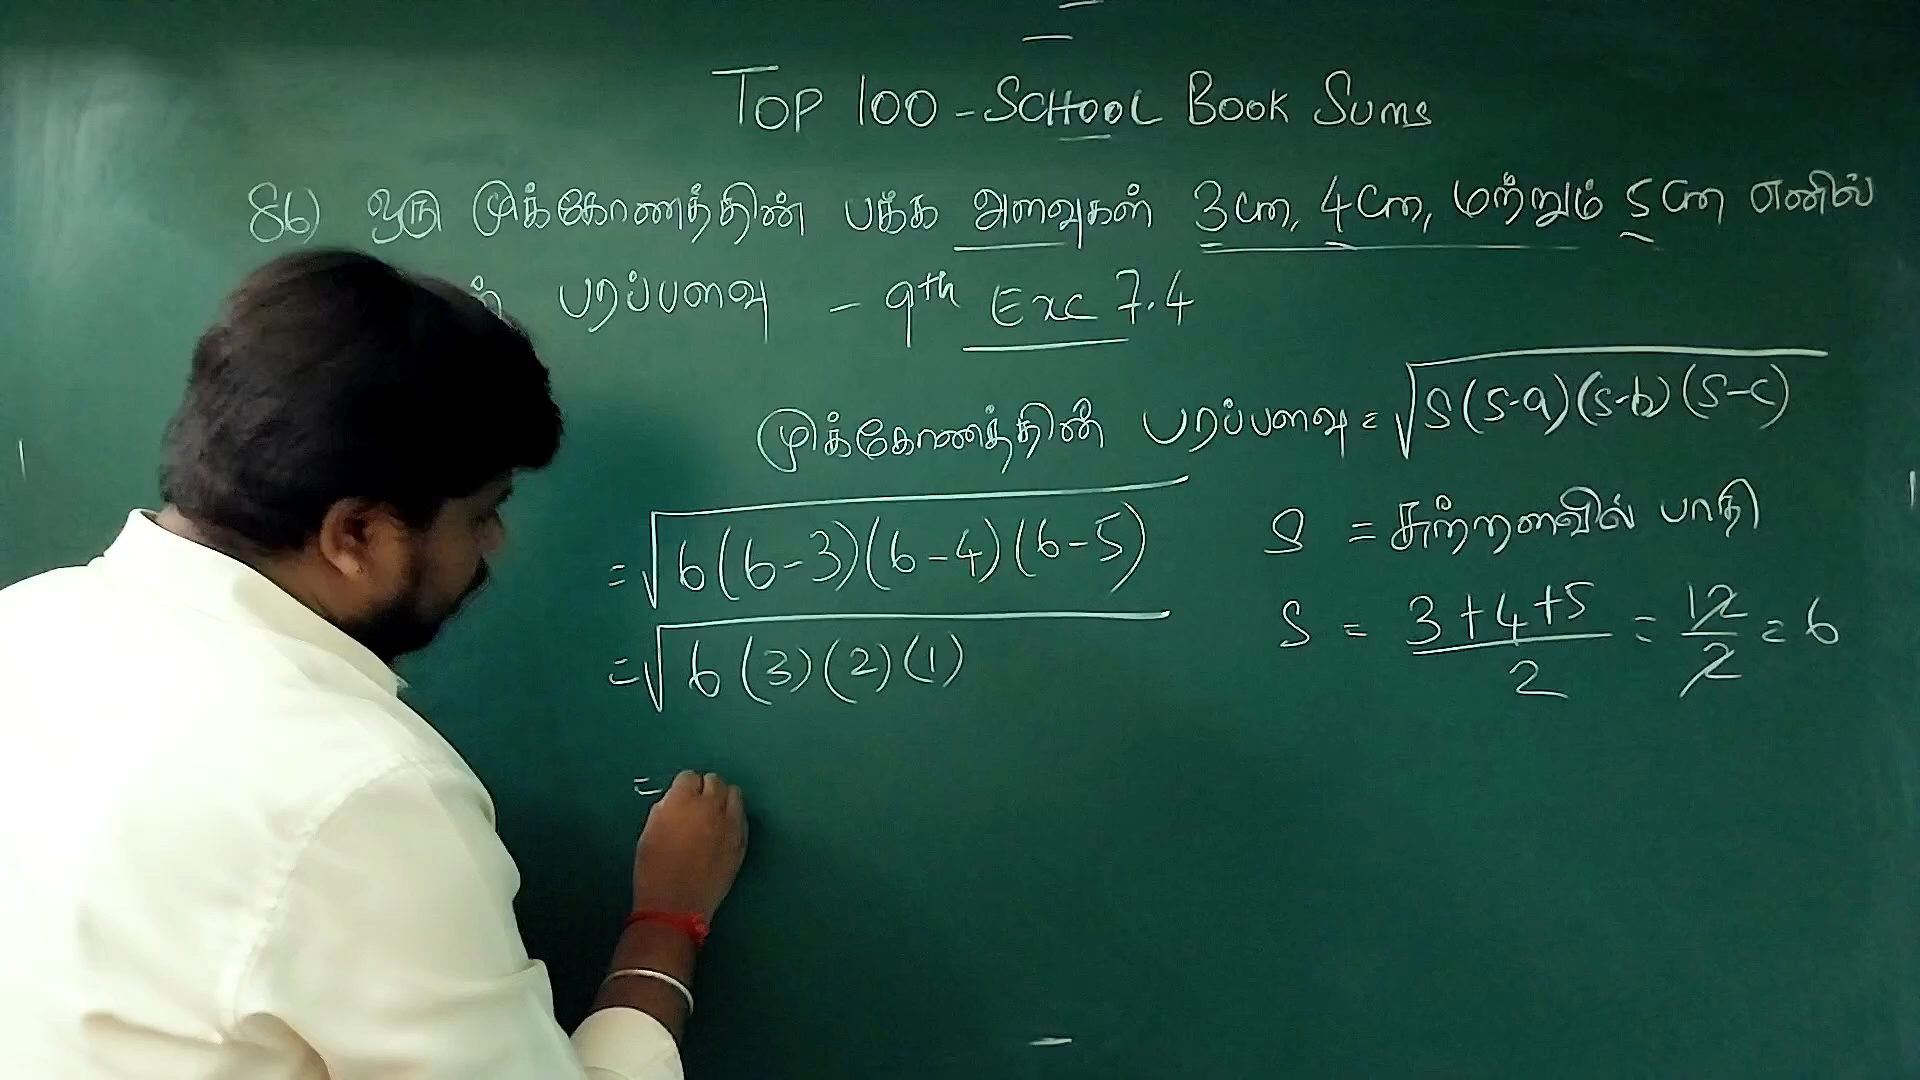 TOP 100 - SCHOOL BOOK SUMS
86) ஒரு முக்கோணத்தின் பக்க அளவுகள் 3cm, 4cm, மற்றும் 5cm எனில்
பரப்பளவு - 9th Exc 7.4
முக்கோணத்தின் பரப்பளவு = √S(S-a)(S-b)(S-c)
= √6(6-3)(6-4)(6-5)
= √6(3)(2)(1)
=
S = சுற்றளவில் பாதி
S = 3+4+5/2 = 12/2 = 6